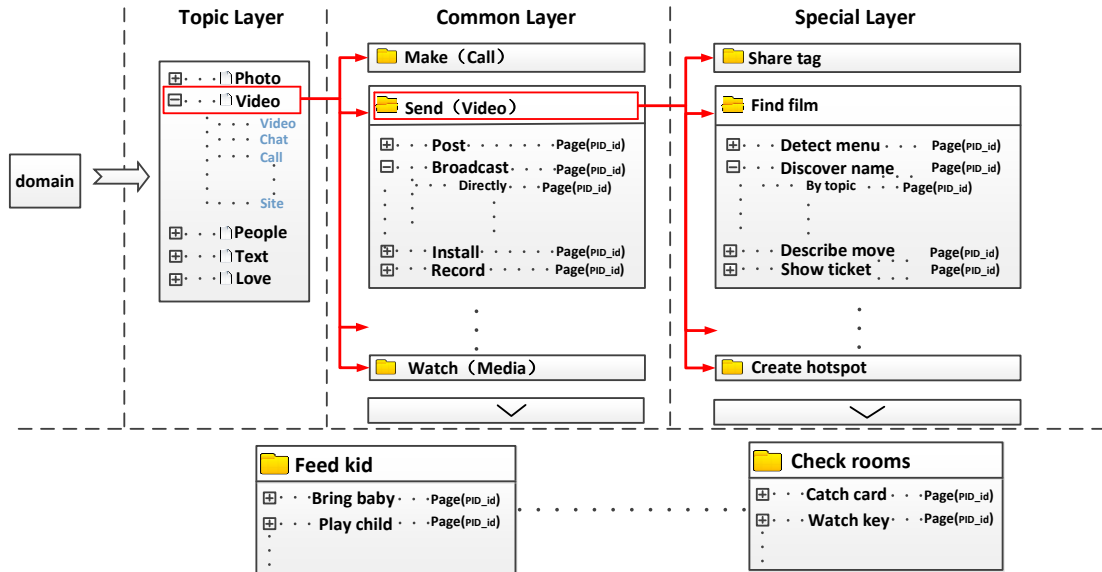 Topic Layer
Common Layer
Special Layer
domain
Photo
Video
Video
Chat
Call
Site
People
Text
Love
Make（Call）
Send（Video）
Post Page(PID_id)
Broadcast Page(PID_id)
Directly Page(PID_id)
Install Page(PID_id)
Record Page(PID_id)
Watch（Media）
Share tag
Find film
Detect menu Page(PID_id)
Discover name Page(PID_id)
By topic Page(PID_id)
Describe move Page(PID_id)
Show ticket Page(PID_id)
Create hotspot
Feed kid
Bring baby Page(PID_id)
Play child Page(PID_id)
Check rooms
Catch card Page(PID_id)
Watch key Page(PID_id)